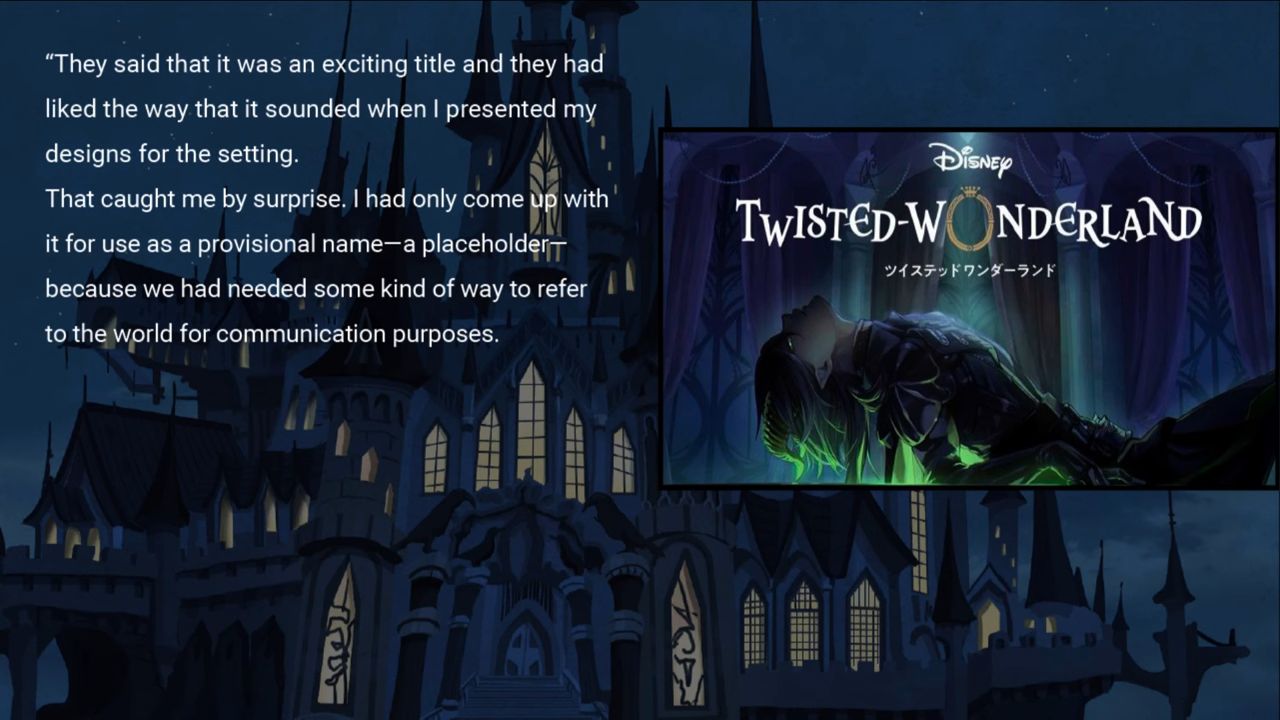 “They said that it was an exciting title and they had
liked the way that it sounded when I presented my
designs for the setting.
That caught me by surprise. I had only come up with
it for use as a provisional name—a placeholder—
because we had needed some kind of way to refer
to the world for communication purposes.
Disney
TWISTED-WONDERLAND
ツイステッドワンダーランド